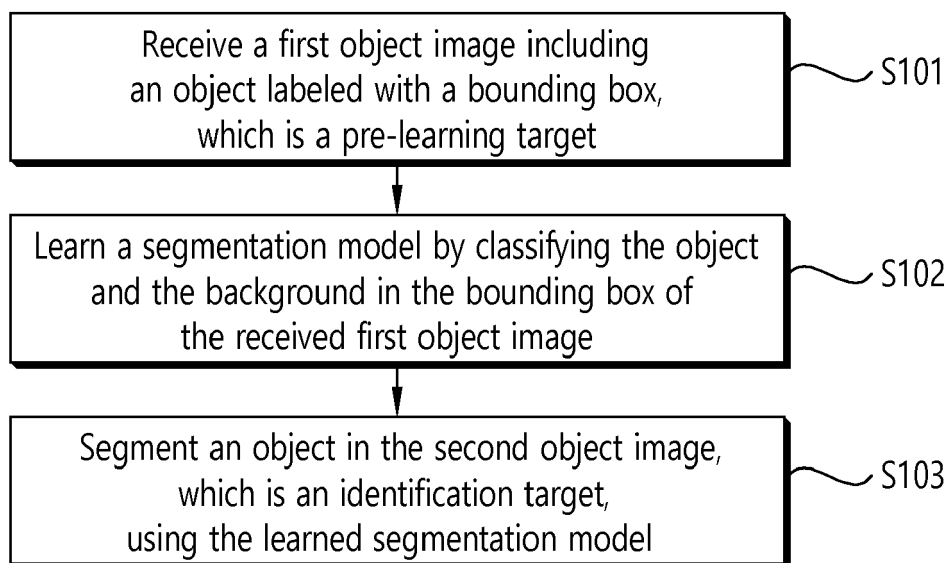 Receive a first object image including
an object labeled with a bounding box,
which is a pre-learning target
S101
Learn a segmentation model by classifying the object
and the background in the bounding box of
the received first object image
S102
Segment an object in the second object image,
which is an identification target,
using the learned segmentation model
S103